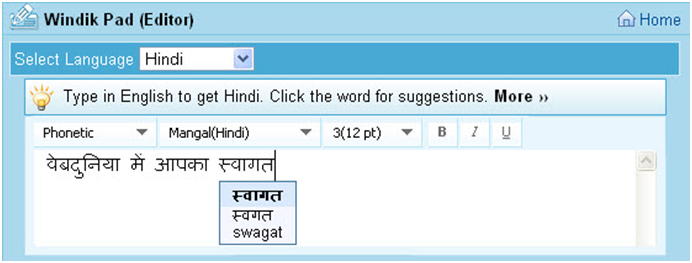 Windik Pad (Editor) Home
Select Language Hindi
Type in English to get Hindi. Click the word for suggestions. More ››
Phonetic Mangal(Hindi) 3(12 pt) B I U
वेबदुनिया में आपका स्वागत
स्वागत
स्वगत
swagat